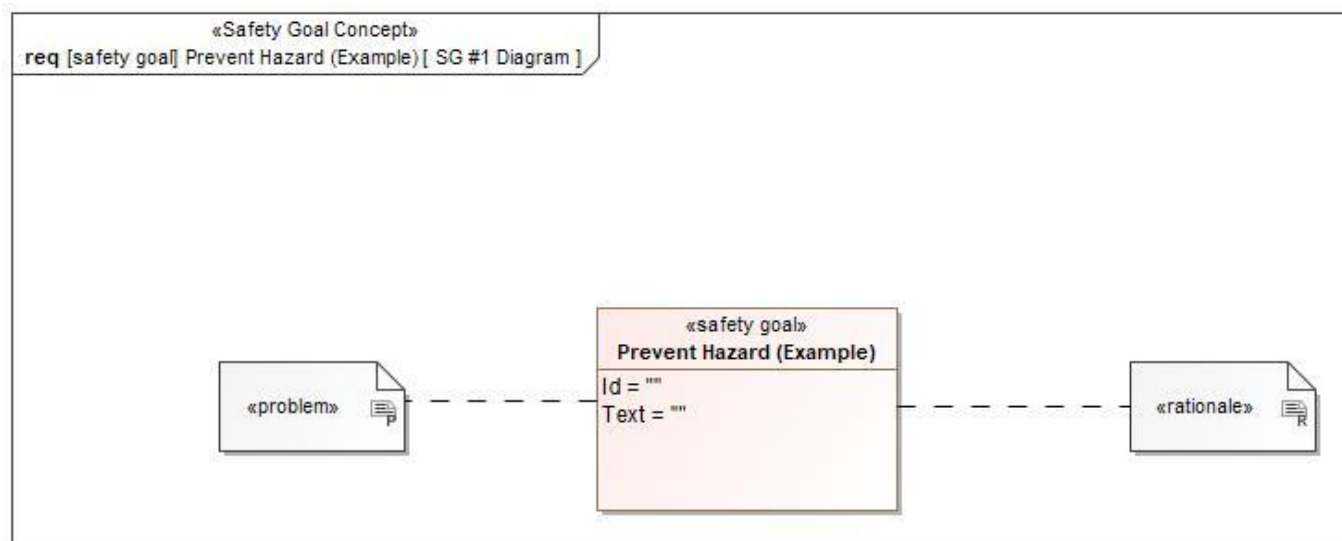 «Safety Goal Concept»
req [safety goal] Prevent Hazard (Example) [ SG #1 Diagram ]
«safety goal»
Prevent Hazard (Example)
Id = ""
Text = ""
«problem»
P
«rationale»
R